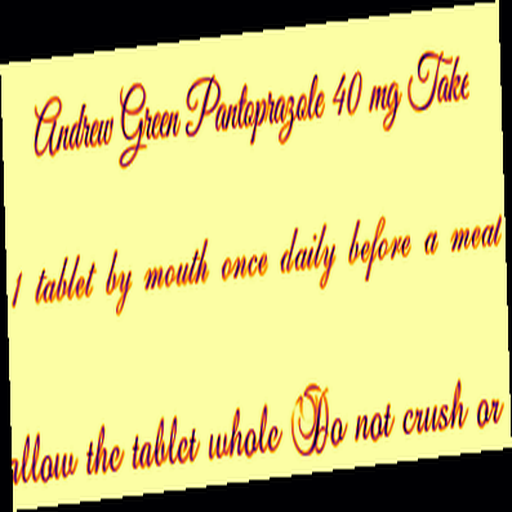 Andrew Green Pantoprazole 40 mg Take
1 tablet by mouth once daily before a meal
the tablet whole Do not crush or